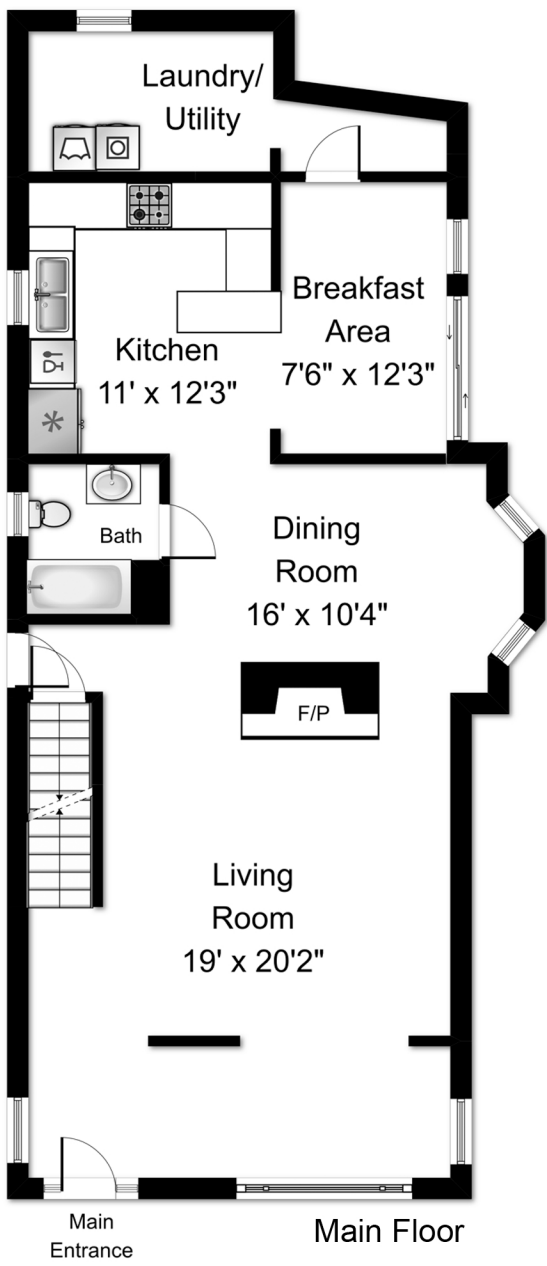 Laundry/
Utility
Breakfast
Area
7'6" x 12'3"
Kitchen
11' x 12'3"
Bath
Dining
Room
16' x 10'4"
F/P
Living
Room
19' x 20'2"
Main
Entrance
Main Floor